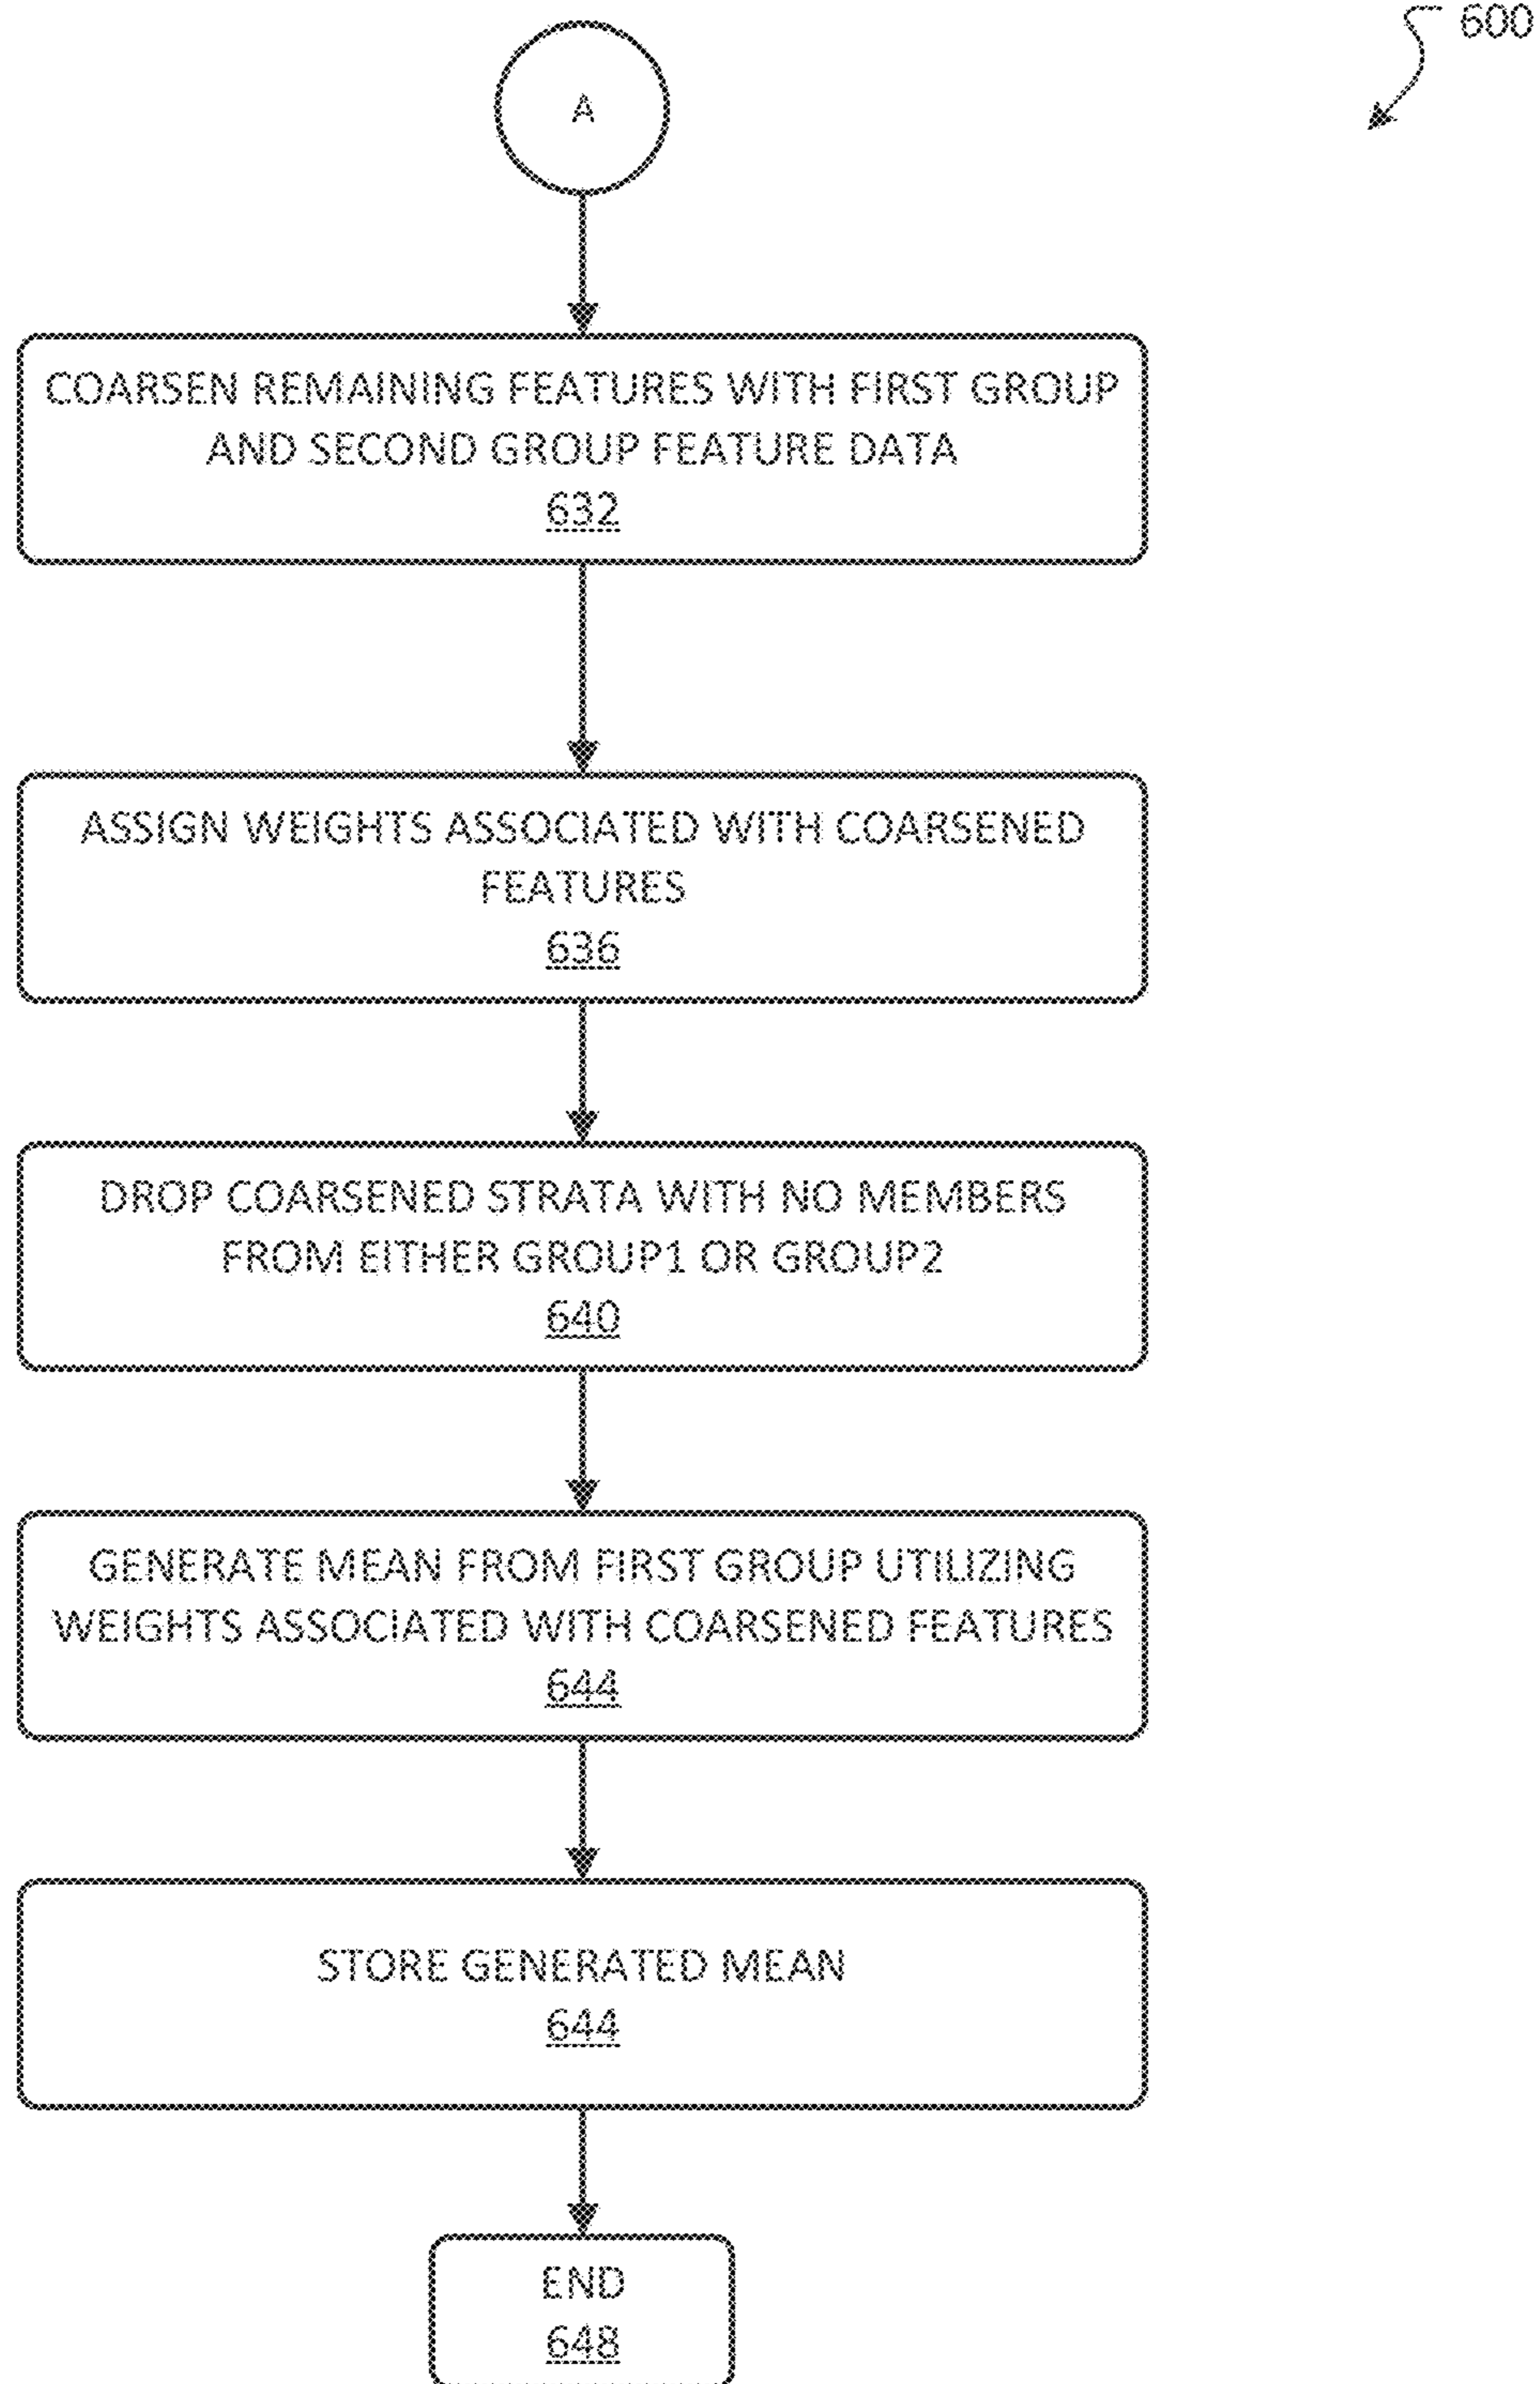 600
A
COARSEN REMAINING FEATURES WITH FIRST GROUP
AND SECOND GROUP FEATURE DATA
632
ASSIGN WEIGHTS ASSOCIATED WITH COARSENED
FEATURES
636
DROP COARSENED STRATA WITH NO MEMBERS
FROM EITHER GROUP1 OR GROUP2
640
GENERATE MEAN FROM FIRST GROUP UTILIZING
WEIGHTS ASSOCIATED WITH COARSENED FEATURES
644
STORE GENERATED MEAN
644
END
648